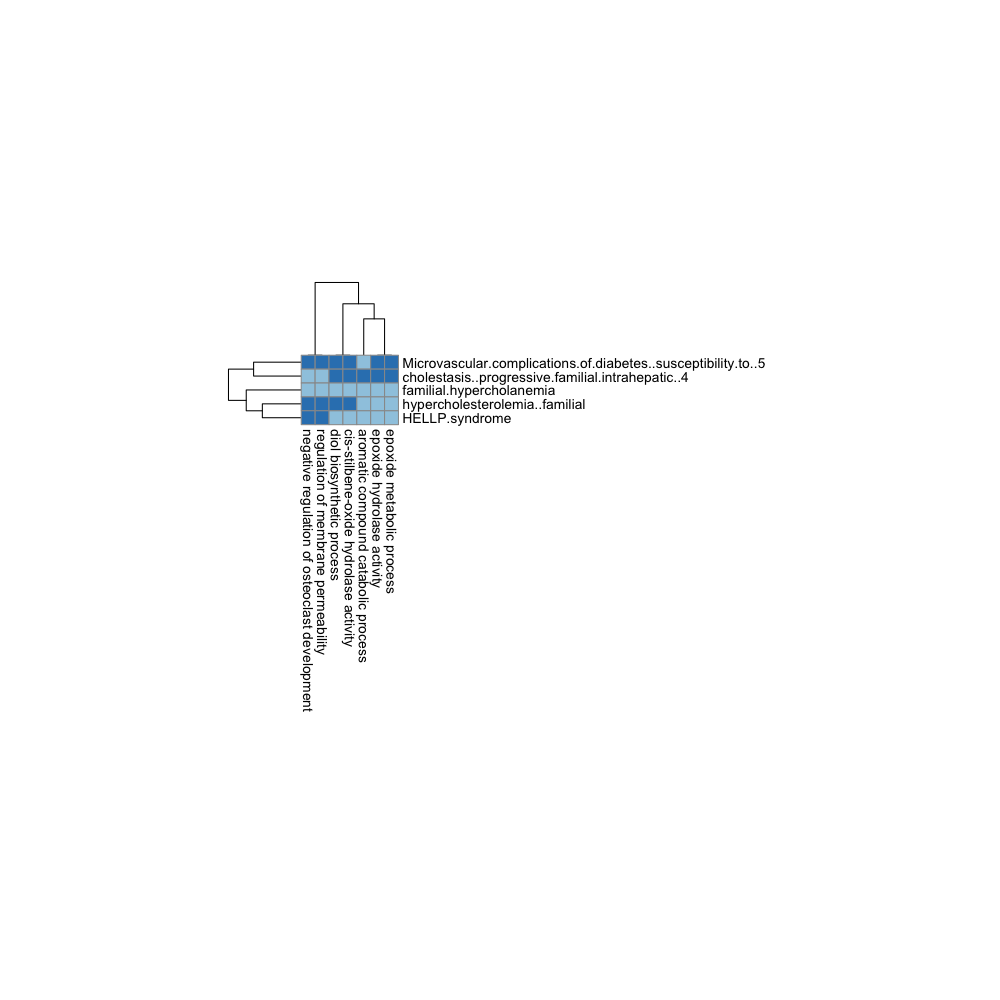 Microvascular.complications.of.diabetes..susceptibility.to..5
cholestasis..progressive.familial.intrahepatic..4
familial.hypercholanemia
hypercholesterolemia..familial
HELLP.syndrome
negative regulation of osteoclast development
regulation of membrane permeability
diol biosynthetic process
cis-stilbene-oxide hydrolase activity
aromatic compound catabolic process
epoxide hydrolase activity
epoxide metabolic process